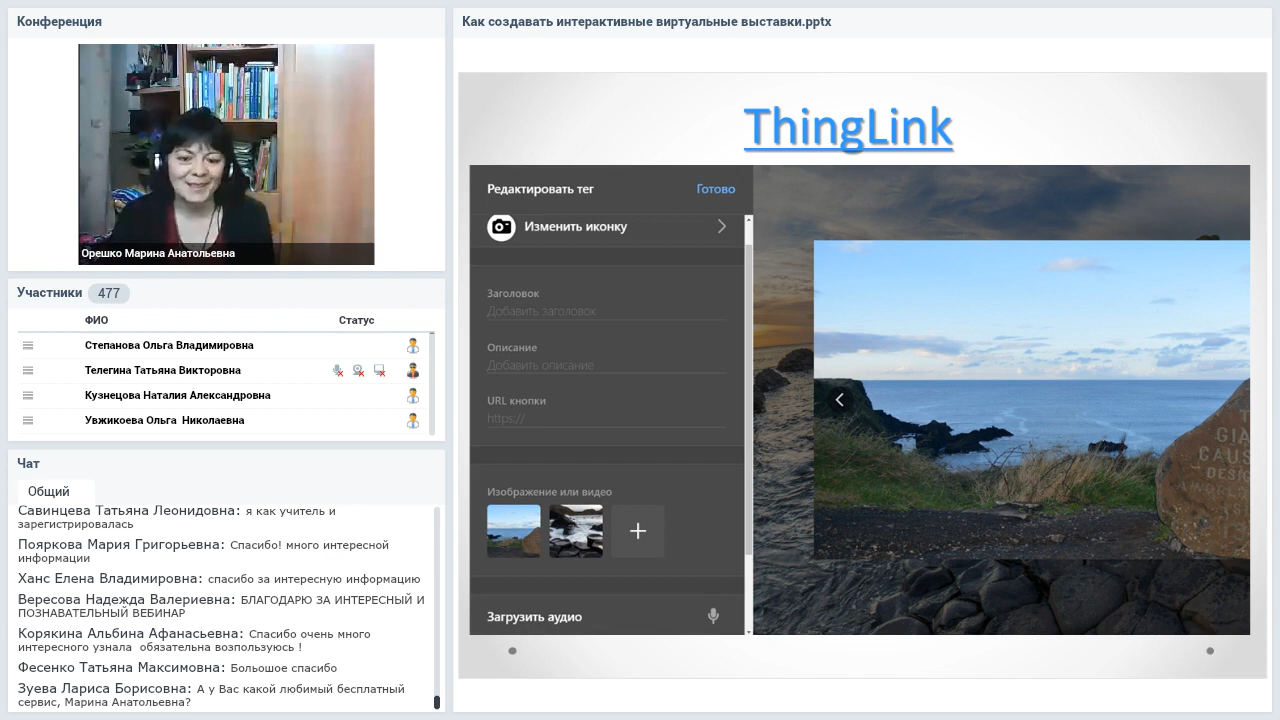 Конференция
Орешко Марина Анатольевна
Участники 477
ФИО Статус
Степанова Ольга Владимировна
Телегина Татьяна Викторовна
Кузнецова Наталия Александровна
Увжикоева Ольга  Николаевна
Чат
Общий
Савинцева Татьяна Леонидовна: я как учитель и
зарегистрировалась
Пояркова Мария Григорьевна: Спасибо! много интересной
информации
Ханс Елена Владимировна: спасибо за интересную информацию
Вересова Надежда Валериевна: БЛАГОДАРЮ ЗА ИНТЕРЕСНЫЙ И
ПОЗНАВАТЕЛЬНЫЙ ВЕБИНАР
Корякина Альбина Афанасьевна: Спасибо очень много
интересного узнала  обязательна возпользуюсь !
Фесенко Татьяна Максимовна: Большое спасибо
Зуева Лариса Борисовна: А у Вас какой любимый бесплатный
сервис, Марина Анатольевна?
Как создавать интерактивные виртуальные выставки.pptx
ThingLink
Редактировать тег Готово
Изменить иконку
Заголовок
Добавить заголовок
Описание
Добавить описание
URL кнопки
https://
Изображение или видео
Загрузить аудио
GIA
CAUS
DESIG